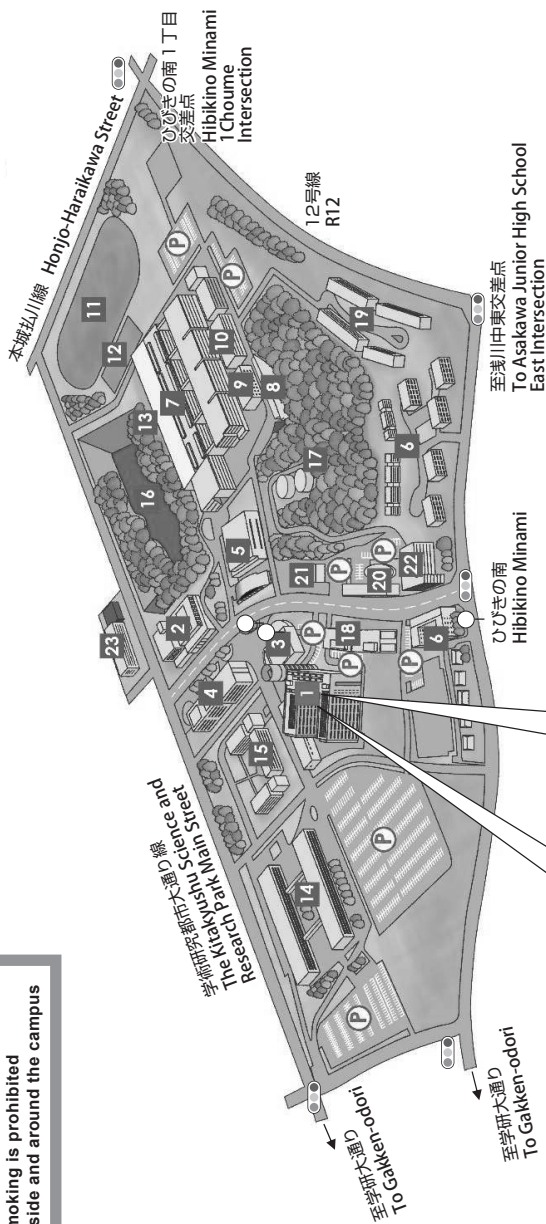 moking is prohibited
side and around the campus
至学研大通り
To Gakken-odori
至学研大通り
To Gakken-odori
学術研究都市大通り線
The Kitakyushu Science and
Research Park Main Street
本城払川線 Honjo-Haraikawa Street
ひびきの南1丁目
交差点
Hibikino Minami
1Choume
Intersection
12号線
R12
至浅川中東交差点
To Asakawa Junior High School
East Intersection
ひびきの南
Hibikino Minami
23
2
16
13
12
11
4
15
14
3
1
5
7
9
8
10
17
18
21
20
22
6
6
19
P
P
P
P
P
P
P
P
P